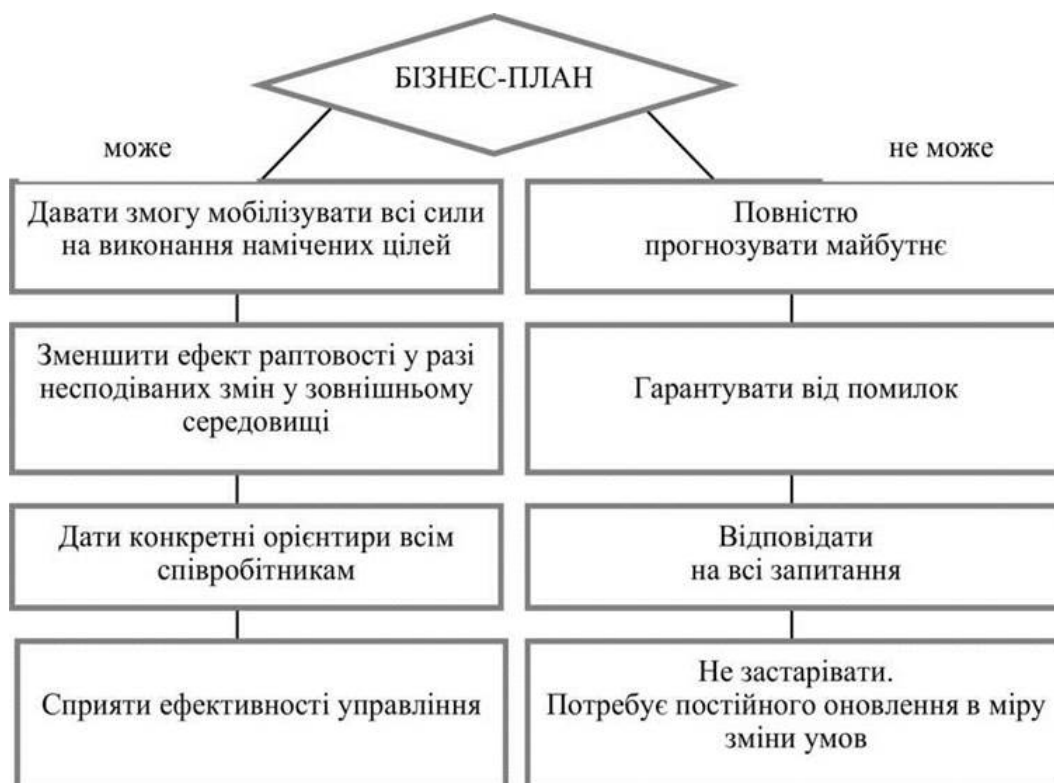 БІЗНЕС-ПЛАН
може
не може
Давати змогу мобілізувати всі сили
на виконання намічених цілей
Повністю
прогнозувати майбутнє
Зменшити ефект раптовості у разі
несподіваних змін у зовнішньому
середовищі
Гарантувати від помилок
Дати конкретні орієнтири всім
співробітникам
Відповідати
на всі запитання
Сприяти ефективності управління
Не застарівати.
Потребує постійного оновлення в міру
зміни умов